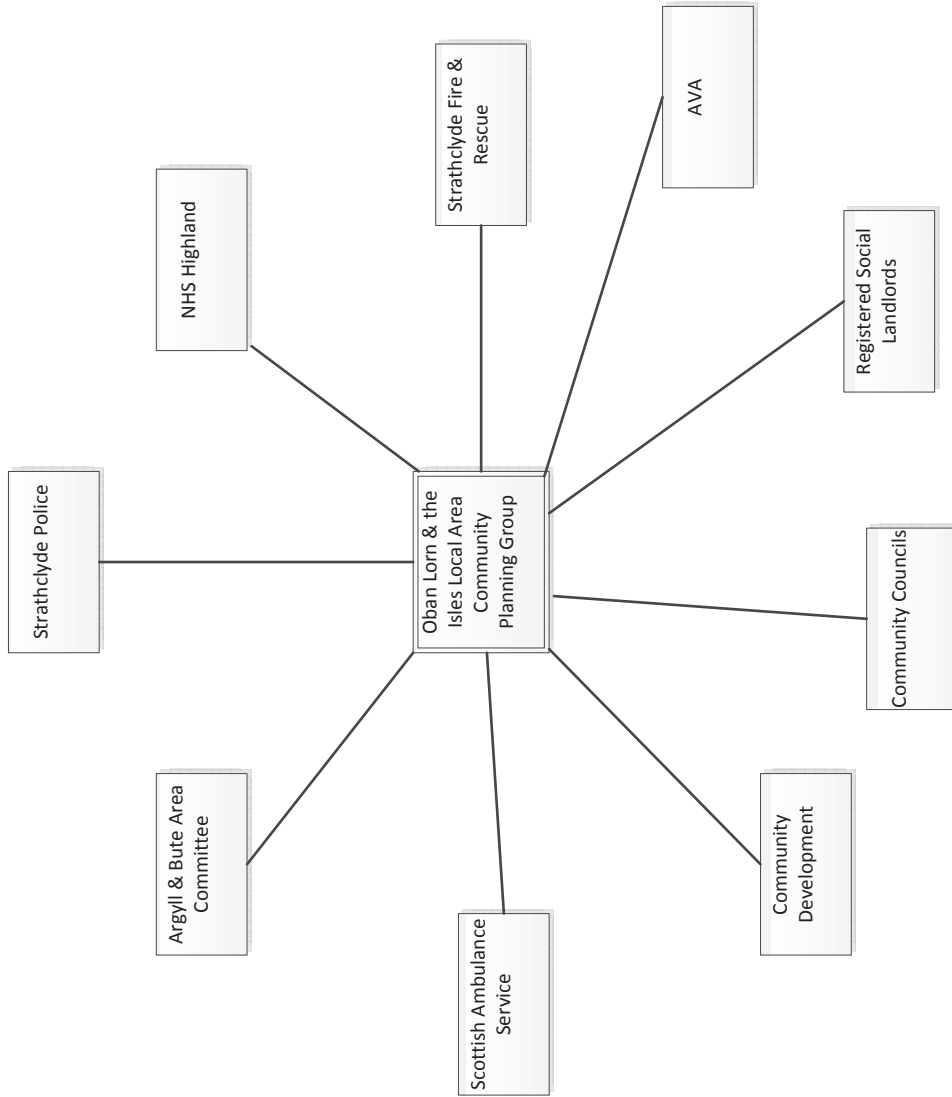 Strathclyde Police
Argyll & Bute Area
Committee
NHS Highland
Scottish Ambulance
Service
Oban Lorn & the
Isles Local Area
Community
Planning Group
Strathclyde Fire &
Rescue
AVA
Community
Development
Community Councils
Registered Social
Landlords